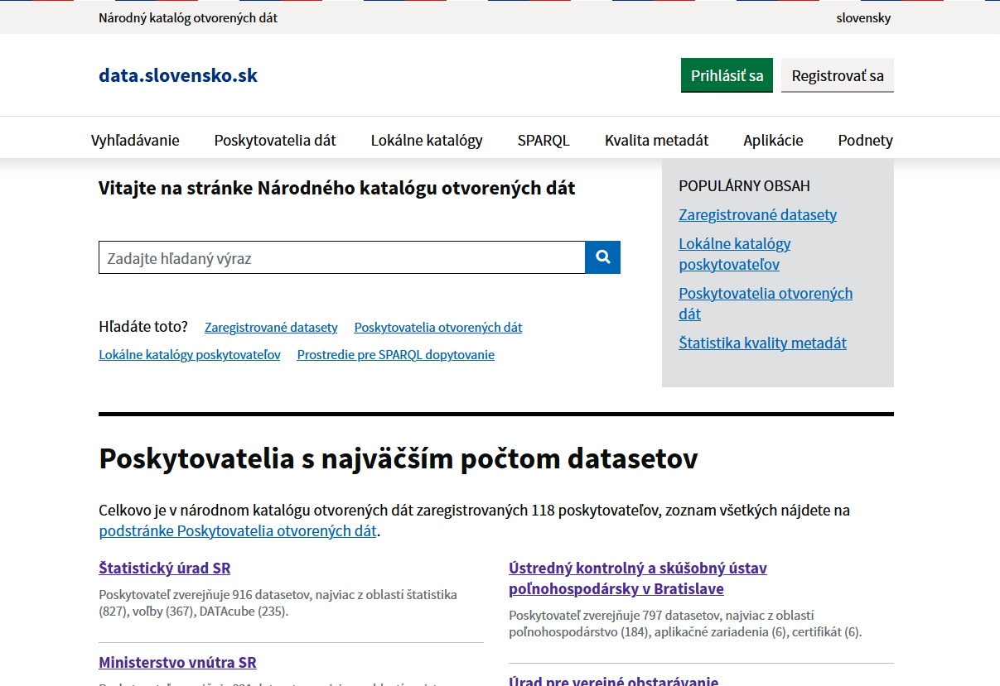 Národný katalóg otvorených dát
slovensky
data.slovensko.sk
Prihlásiť sa
Registrovať sa
Vyhľadávanie
Poskytovatelia dát
Lokálne katalógy
SPARQL
Kvalita metadát
Aplikácie
Podnety
Vitajte na stránke Národného katalógu otvorených dát
Zadajte hľadaný výraz
Hľadáte toto? Zaregistrované datasety Poskytovatelia otvorených dát
Lokálne katalógy poskytovateľov Prostredie pre SPARQL dopytovanie
POPULÁRNY OBSAH
Zaregistrované datasety
Lokálne katalógy
poskytovateľov
Poskytovatelia otvorených
dát
Štatistika kvality metadát
Poskytovatelia s najväčším počtom datasetov
Celkovo je v národnom katalógu otvorených dát zaregistrovaných 118 poskytovateľov, zoznam všetkých nájdete na
podstránke Poskytovatelia otvorených dát.
Štatistický úrad SR
Poskytovateľ zverejňuje 916 datasetov, najviac z oblastí štatistika
(827), voľby (367), DATAcube (235).
Ministerstvo vnútra SR
Ústredný kontrolný a skúšobný ústav
poľnohospodársky v Bratislave
Poskytovateľ zverejňuje 797 datasetov, najviac z oblastí
poľnohospodárstvo (184), aplikačné zariadenia (6), certifikát (6).
Úrad pre verejné obstarávanie